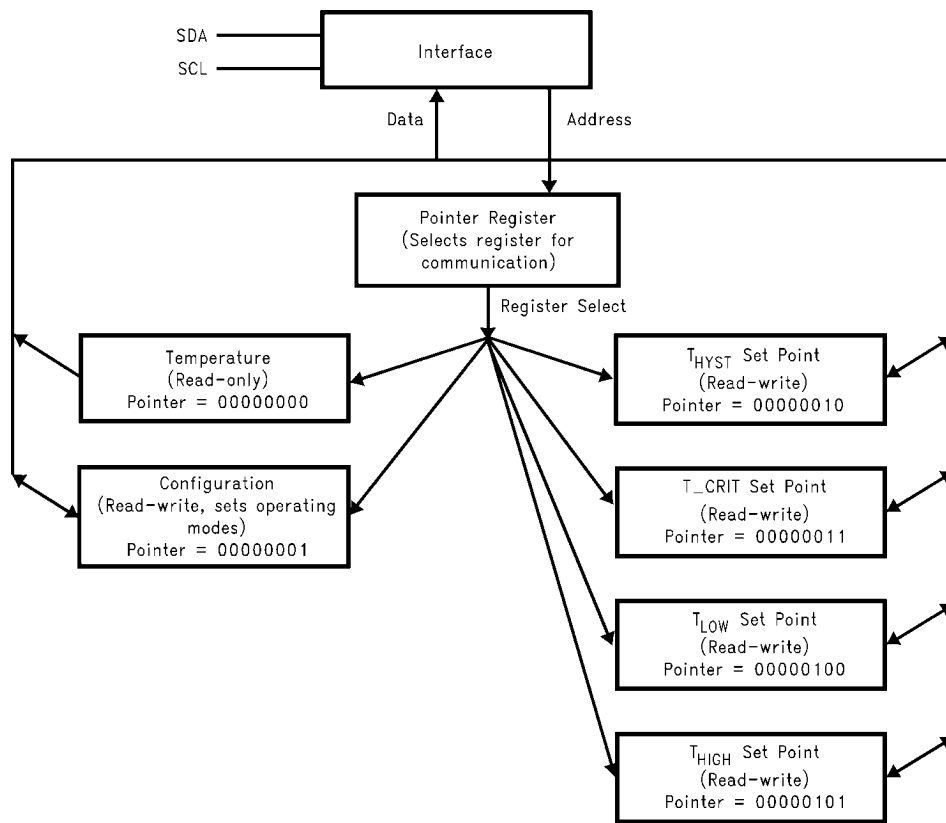 SDA
SCL
Interface
Data
Address
Pointer Register
(Selects register for
communication)
Register Select
Temperature
(Read-only)
Pointer = 00000000
Configuration
(Read-write, sets operating
modes)
Pointer = 00000001
THYST Set Point
(Read-write)
Pointer = 00000010
T_CRIT Set Point
(Read-write)
Pointer = 00000011
TLOW Set Point
(Read-write)
Pointer = 00000100
THIGH Set Point
(Read-write)
Pointer = 00000101